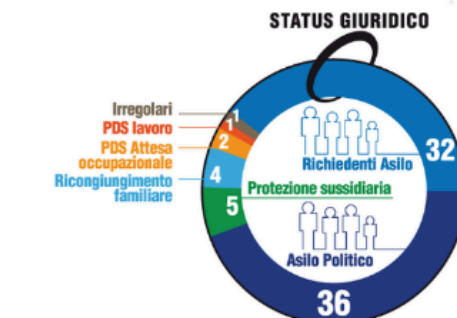 STATUS GIURIDICO
Irregolari
1
PDS lavoro
1
PDS Attesa
occupazionale
2
Ricongiungimento
familiare
4
Richiedenti Asilo
32
Protezione sussidiaria
5
Asilo Politico
36